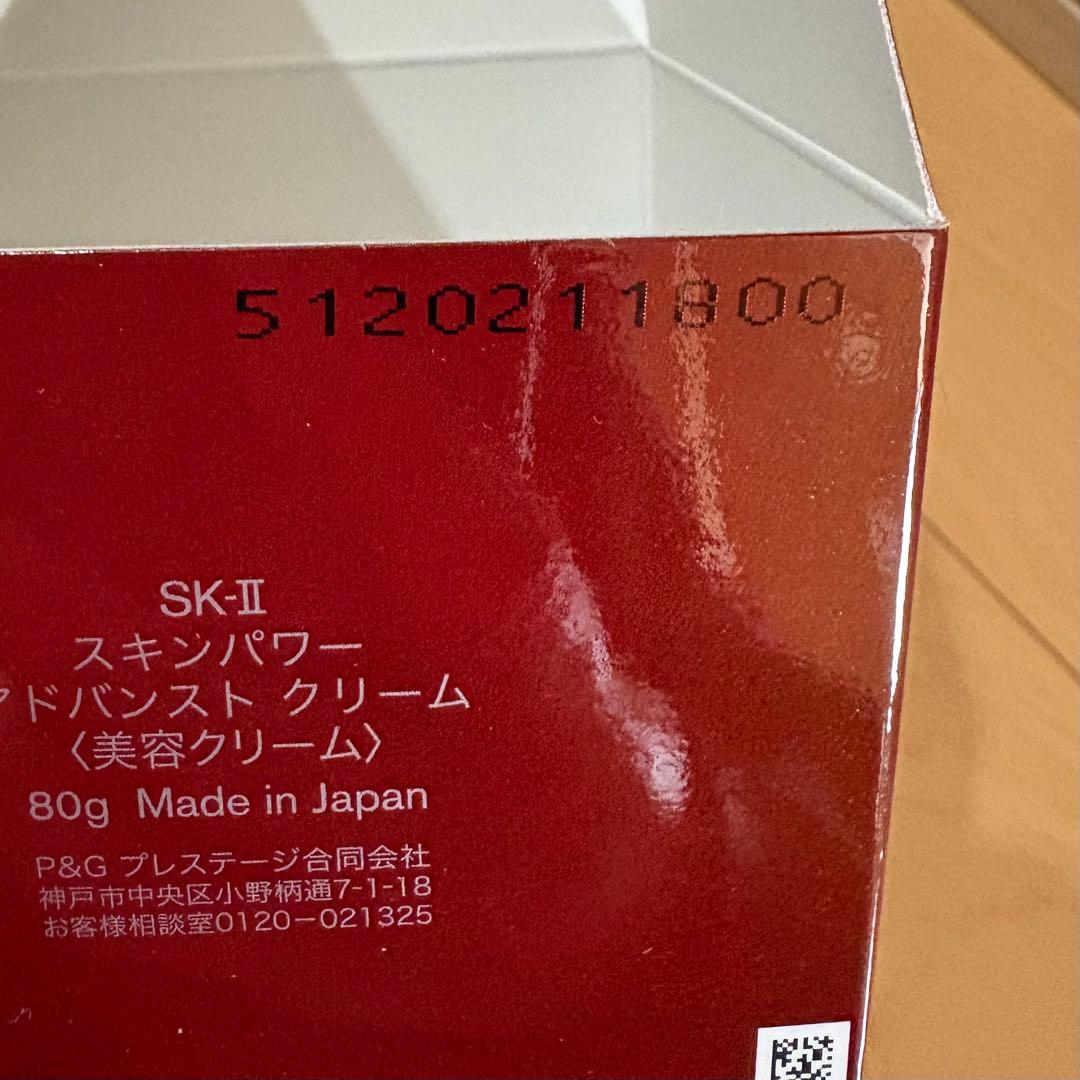 5120211800
SK-Ⅱ
スキンパワー
アドバンスト クリーム
〈美容クリーム〉
80g Made in Japan
P&G プレステージ合同会社
神戸市中央区小野柄通7-1-18
お客様相談室0120-021325